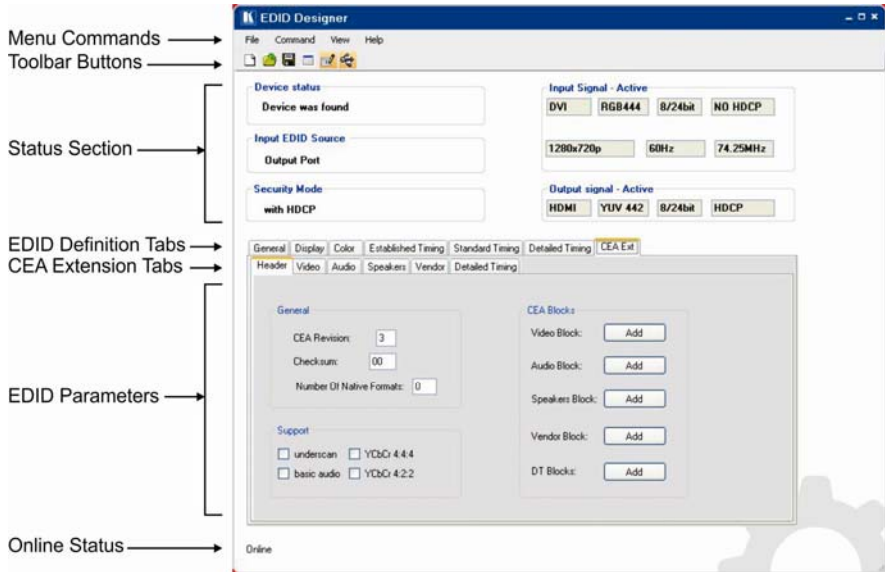 EDID Designer
Menu Commands
File Command View Help
Toolbar Buttons
Status Section
Device status
Device was found
Input EDID Source
Output Port
Security Mode
with HDCP
Input Signal - Active
DVI RGB444 8/24bit NO HDCP
1280x720p 60Hz 74.25MHz
Output signal - Active
HDMI YUV 442 8/24bit HDCP
EDID Definition Tabs
General Display Color Established Timing Standard Timing Detailed Timing CEA Ext
CEA Extension Tabs
Header Video Audio Speakers Vendor Detailed Timing
EDID Parameters
General
CEA Revision: 3
Checksum: 00
Number Of Native Formats: 0
Support
underscan YCbCr 4:4:4
basic audio YCbCr 4:2:2
CEA Blocks
Video Block: Add
Audio Block: Add
Speakers Block: Add
Vendor Block: Add
DT Blocks: Add
Online Status
Online